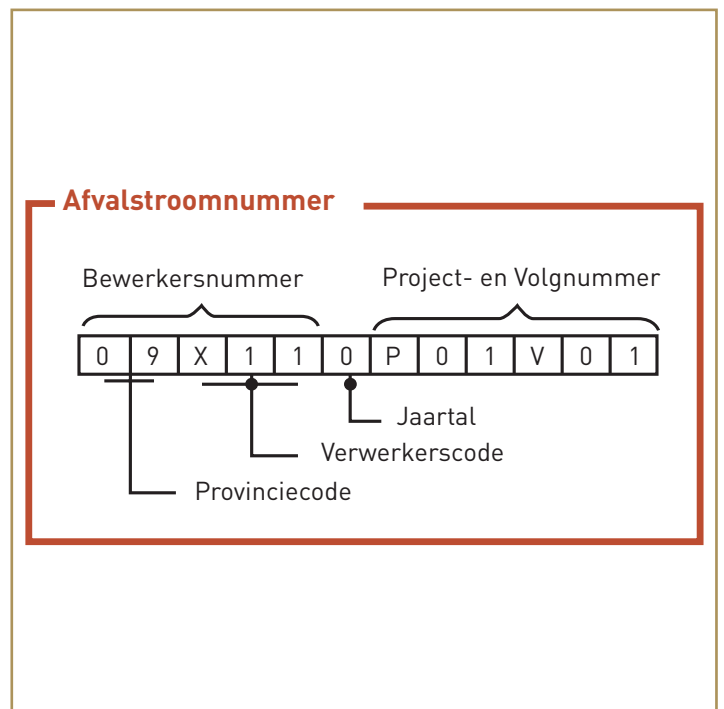 Afvalstroomnummer
Bewerkersnummer Project- en Volgnummer
0 9 X 1 1 0 P 0 1 V 0 1
Jaartal
Verwerkerscode
Provinciecode